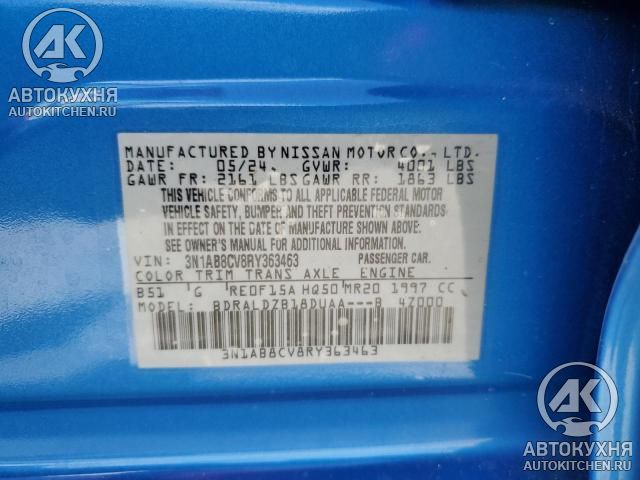 АК
АВТОКУХНЯ
AUTOKITCHEN.RU
MANUFACTURED BY NISSAN MOTOR CO., LTD.
DATE: 05/24. GVWR: 4001 LBS
GAWR FR: 2161 LBS GAWR RR: 1863 LBS
THIS VEHICLE CONFORMS TO ALL APPLICABLE FEDERAL MOTOR
VEHICLE SAFETY, BUMPER AND THEFT PREVENTION STANDARDS
IN EFFECT ON THE DATE OF MANUFACTURE SHOWN ABOVE.
SEE OWNER'S MANUAL FOR ADDITIONAL INFORMATION.
VIN: 3N1AB8CV8RY363463 PASSENGER CAR.
COLOR TRIM TRANS AXLE ENGINE
B51 G RE0F15A HQ50 MR20 1997 CC
MODEL: BDRALDZB18DUAA---B 4Z000
3N1AB8CV8RY363463
АК
АВТОКУХНЯ
AUTOKITCHEN.RU